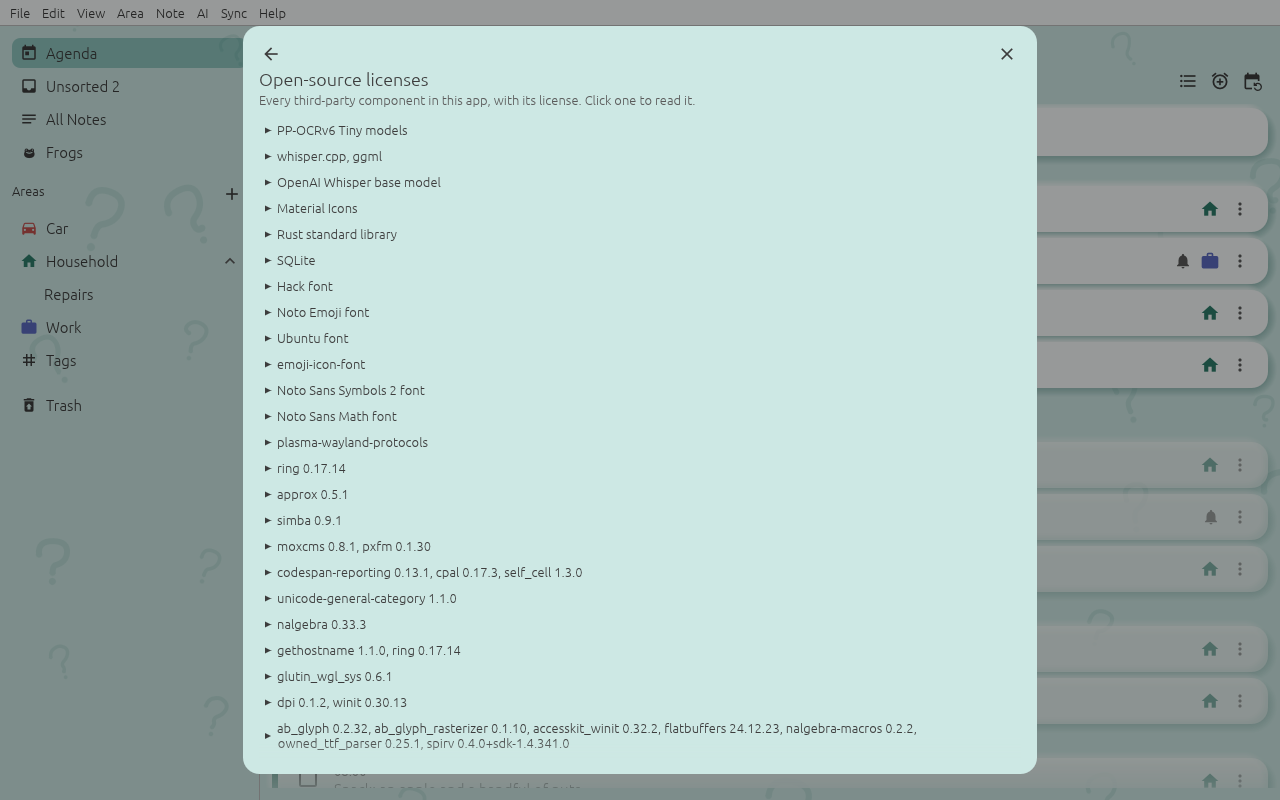 File Edit View Area Note AI Sync Help
Agenda
Unsorted 2
All Notes
Frogs
Areas
Car
Household
Repairs
Work
Tags
Trash
Open-source licenses
Every third-party component in this app, with its license. Click one to read it.
PP-OCRv6 Tiny models
whisper.cpp, ggml
OpenAI Whisper base model
Material Icons
Rust standard library
SQLite
Hack font
Noto Emoji font
Ubuntu font
emoji-icon-font
Noto Sans Symbols 2 font
Noto Sans Math font
plasma-wayland-protocols
ring 0.17.14
approx 0.5.1
simba 0.9.1
moxcms 0.8.1, pxfm 0.1.30
codespan-reporting 0.13.1, cpal 0.17.3, self_cell 1.3.0
unicode-general-category 1.1.0
nalgebra 0.33.3
gethostname 1.1.0, ring 0.17.14
glutin_wgl_sys 0.6.1
dpi 0.1.2, winit 0.30.13
ab_glyph 0.2.32, ab_glyph_rasterizer 0.1.10, accesskit_winit 0.32.2, flatbuffers 24.12.23, nalgebra-macros 0.2.2,
owned_ttf_parser 0.25.1, spirv 0.4.0+sdk-1.4.341.0